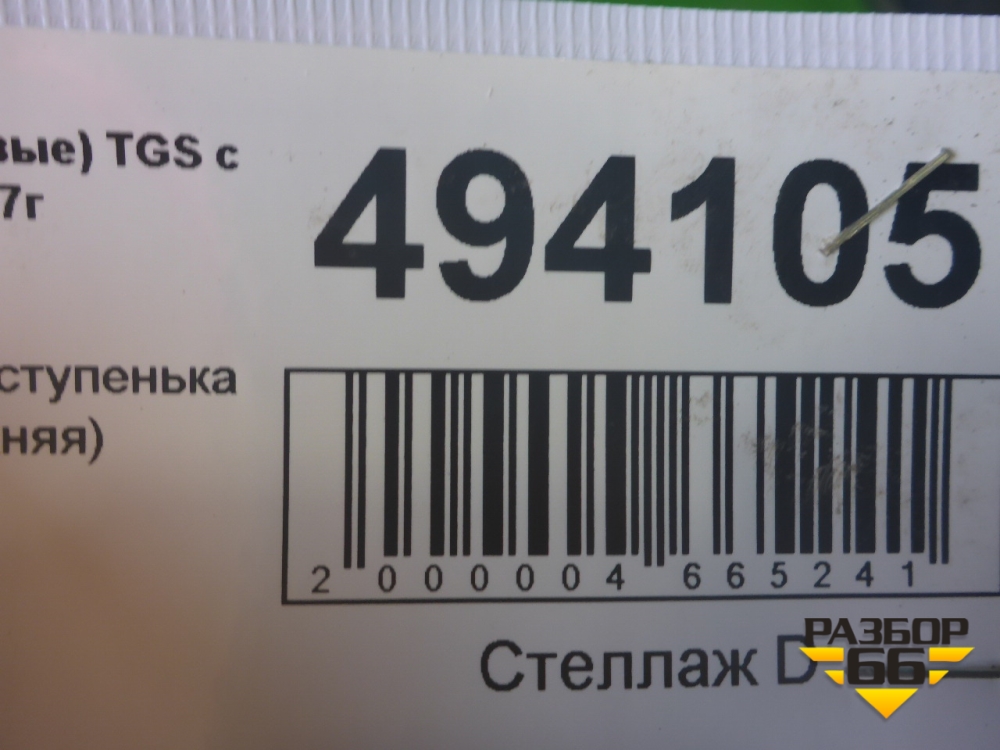 вые) TGS с
7г
494105
ступенька
няя)
2 000004 665241
Стеллаж D
РАЗБОР
66